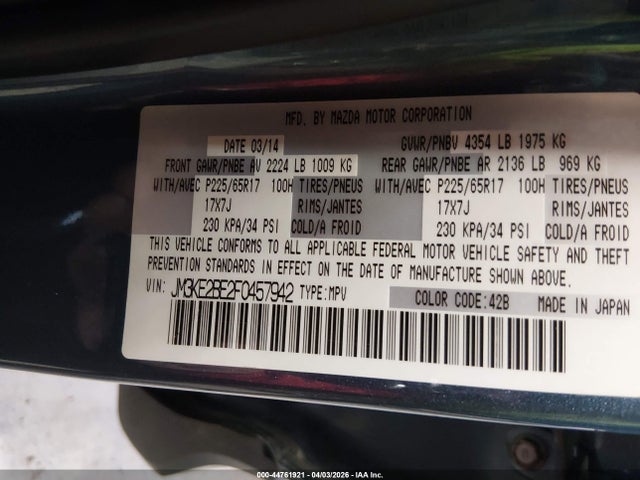 MFD. BY MAZDA MOTOR CORPORATION
DATE 03/14 GVWR/PNBV 4354 LB 1975 KG
FRONT GAWR/PNBE AV 2224 LB 1009 KG REAR GAWR/PNBE AR 2136 LB 969 KG
WITH/AVEC P225/65R17 100H TIRES/PNEUS WITH/AVEC P225/65R17 100H TIRES/PNEUS
17X7J RIMS/JANTES 17X7J RIMS/JANTES
230 KPA/34 PSI COLD/A FROID 230 KPA/34 PSI COLD/A FROID
THIS VEHICLE CONFORMS TO ALL APPLICABLE FEDERAL MOTOR VEHICLE SAFETY AND THEFT
PREVENTION STANDARDS IN EFFECT ON THE DATE OF MANUFACTURE SHOWN ABOVE.
VIN: JM3KE2BE2F0457942 TYPE:MPV COLOR CODE:42B MADE IN JAPAN
000-44761921 - 04/03/2026 - IAA Inc.